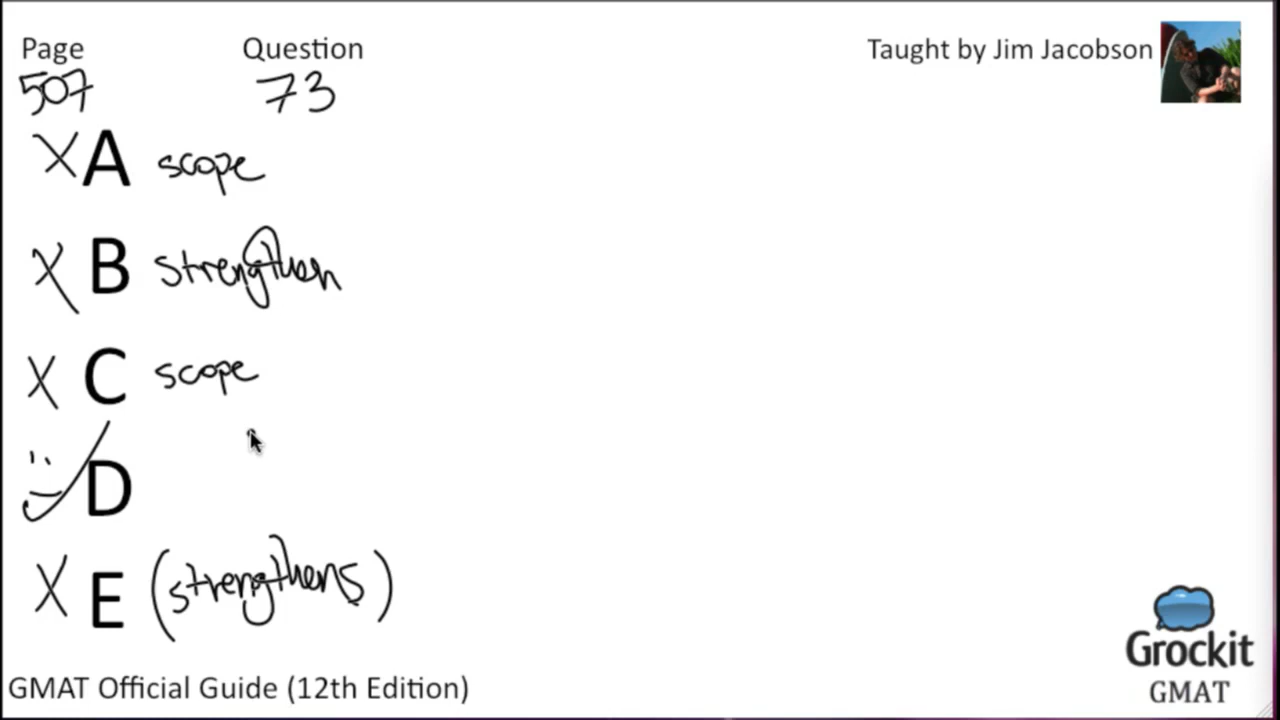 Page Question Taught by Jim Jacobson
507 73
X A scope
X B strengthen
X C scope
D
X E (strengthens)
Grockit
GMAT
GMAT Official Guide (12th Edition)